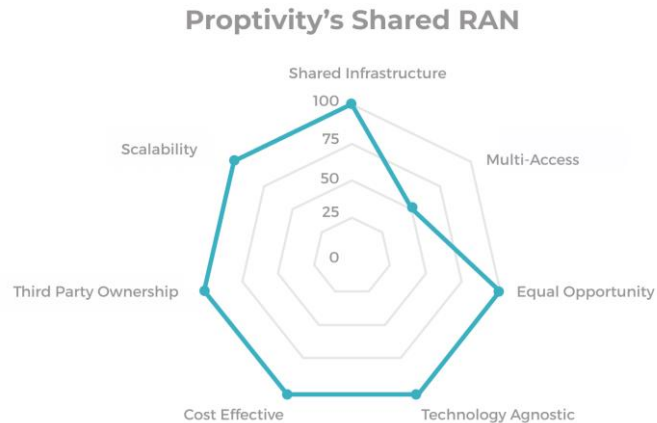 Proptivity's Shared RAN
Shared Infrastructure
100
75
50
25
0
Scalability
Multi-Access
Third Party Ownership
Equal Opportunity
Cost Effective
Technology Agnostic